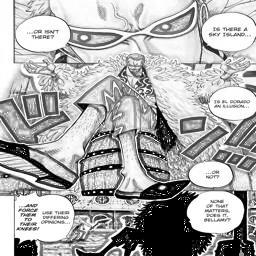 IS THERE A
SKY ISLAND...
...OR ISN'T
THERE?
IS EL DORADO
AN ILLUSION...
...OR
NOT?
NONE
OF THAT
MATTERS,
DOES IT,
BELLAMY?
USE THEIR
DIFFERING
OPINIONS...
...AND
FORCE
THEM
TO
THEIR
KNEES!